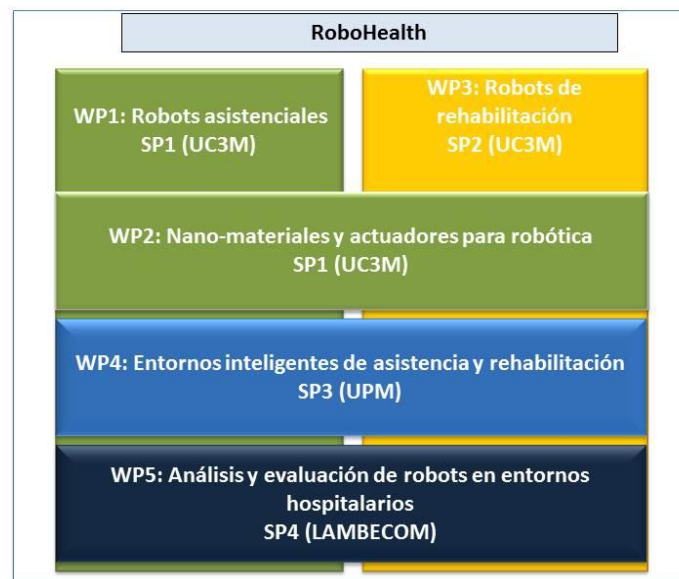 RoboHealth
WP1: Robots asistenciales
SP1 (UC3M)
WP3: Robots de
rehabilitación
SP2 (UC3M)
WP2: Nano-materiales y actuadores para robótica
SP1 (UC3M)
WP4: Entornos inteligentes de asistencia y rehabilitación
SP3 (UPM)
WP5: Análisis y evaluación de robots en entornos
hospitalarios
SP4 (LAMBECOM)